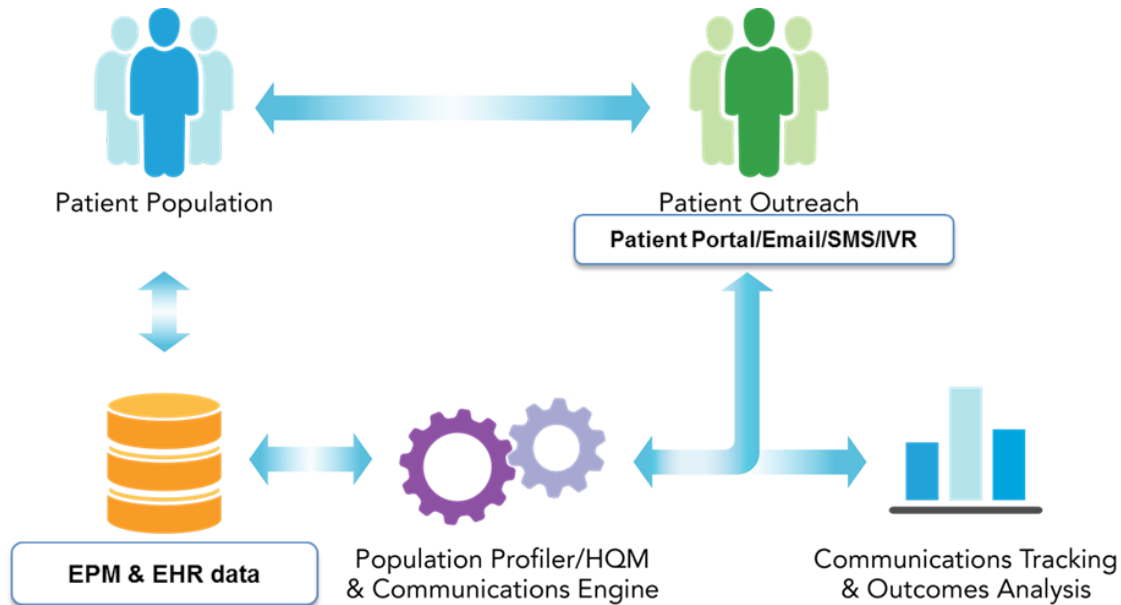 Patient Population
Patient Outreach
Patient Portal/Email/SMS/IVR
EPM & EHR data
Population Profiler/HQM
& Communications Engine
Communications Tracking
& Outcomes Analysis